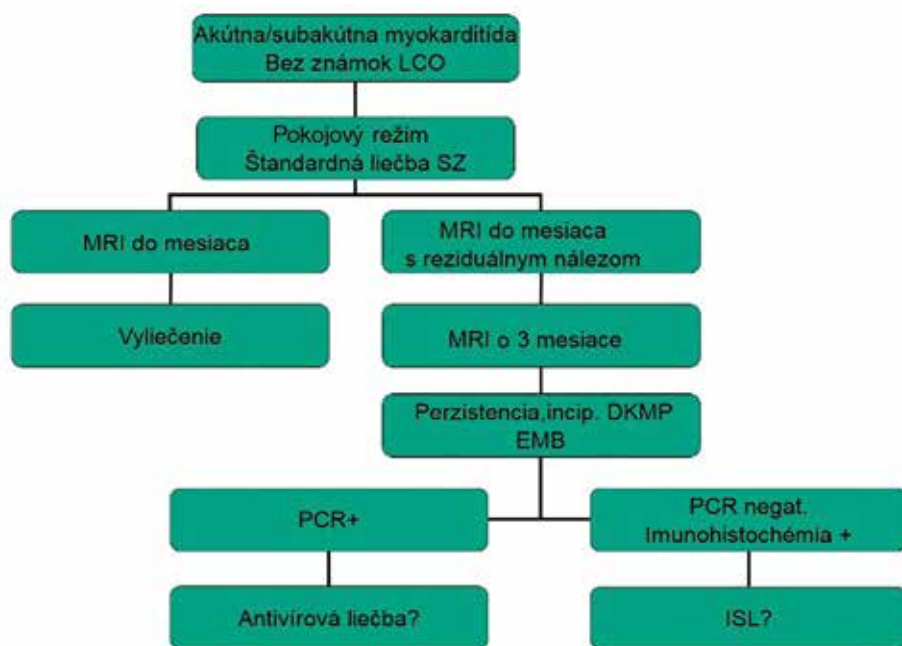 Akútna/subakútna myokarditída
Bez známok LCO
Pokojový režim
Štandardná liečba SZ
MRI do mesiaca
MRI do mesiaca
s reziduálnym nálezom
Vyliečenie
MRI o 3 mesiace
Perzistencia,incip. DKMP
EMB
PCR+
PCR negat.
Imunohistochémia +
Antivírová liečba?
ISL?